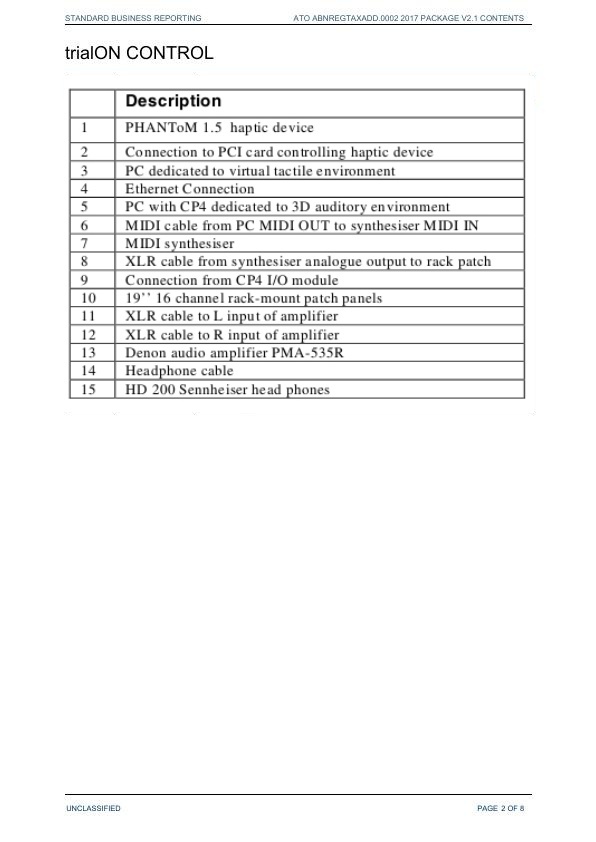 STANDARD BUSINESS REPORTING ATO ABNREGTAXADD.0002 2017 PACKAGE V2.1 CONTENTS
trialON CONTROL
Description
1 PHANToM 1.5 haptic device
2 Connection to PCI card controlling haptic device
3 PC dedicated to virtual tactile environment
4 Ethernet Connection
5 PC with CP4 dedicated to 3D auditory environment
6 MIDI cable from PC MIDI OUT to synthesiser MIDI IN
7 MIDI synthesiser
8 XLR cable from synthesiser analogue output to rack patch
9 Connection from CP4 I/O module
10 19’’ 16 channel rack-mount patch panels
11 XLR cable to L input of amplifier
12 XLR cable to R input of amplifier
13 Denon audio amplifier PMA-535R
14 Headphone cable
15 HD 200 Sennheiser head phones
UNCLASSIFIED PAGE 2 OF 8